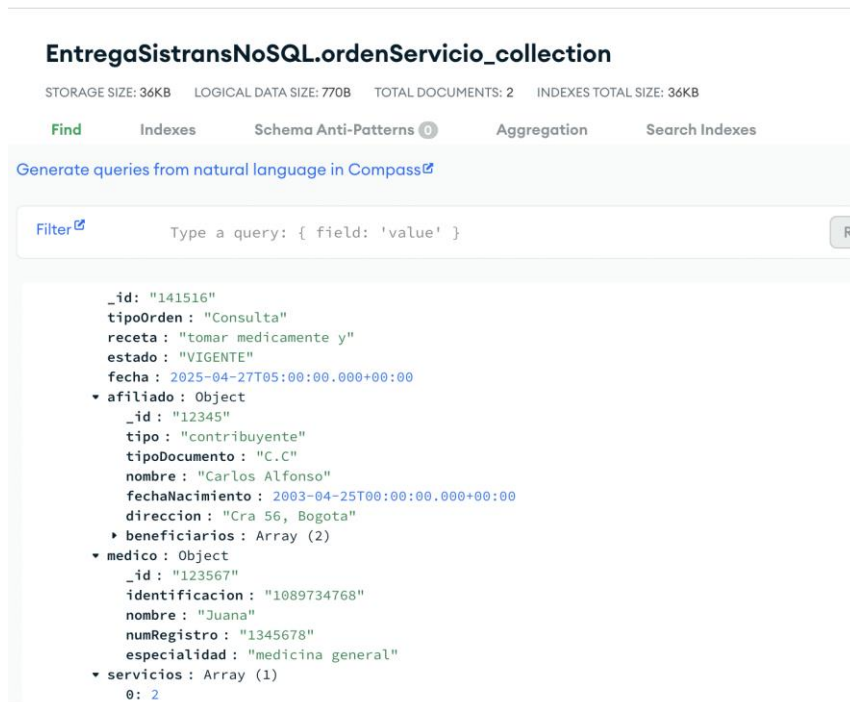 EntregaSistransNoSQL.ordenServicio_collection
STORAGE SIZE: 36KB LOGICAL DATA SIZE: 770B TOTAL DOCUMENTS: 2 INDEXES TOTAL SIZE: 36KB
Find Indexes Schema Anti-Patterns 0 Aggregation Search Indexes
Generate queries from natural language in Compass
Filter Type a query: { field: 'value' } R
_id: "141516"
tipoOrden : "Consulta"
receta : "tomar medicamente y"
estado : "VIGENTE"
fecha : 2025-04-27T05:00:00.000+00:00
afiliado : Object
_id : "12345"
tipo : "contribuyente"
tipoDocumento : "C.C"
nombre : "Carlos Alfonso"
fechaNacimiento : 2003-04-25T00:00:00.000+00:00
direccion : "Cra 56, Bogota"
beneficiarios : Array (2)
medico : Object
_id : "123567"
identificacion : "1089734768"
nombre : "Juana"
numRegistro : "1345678"
especialidad : "medicina general"
servicios : Array (1)
0: 2